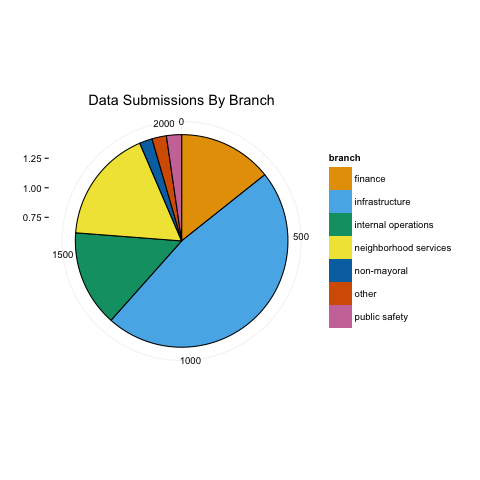 Data Submissions By Branch
2000 0
1.25
1.00
0.75
500
1500
1000
branch
finance
infrastructure
internal operations
neighborhood services
non-mayoral
other
public safety